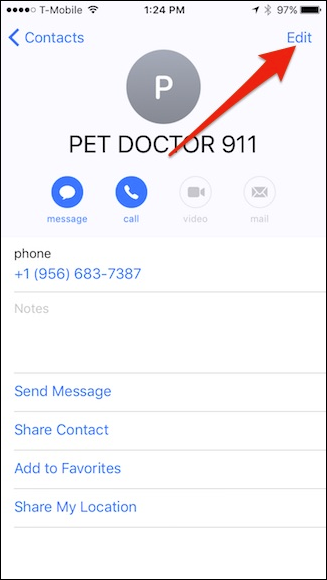 T-Mobile 1:24 PM 97%
Contacts Edit
P
PET DOCTOR 911
message call video mail
phone
+1 (956) 683-7387
Notes
Send Message
Share Contact
Add to Favorites
Share My Location